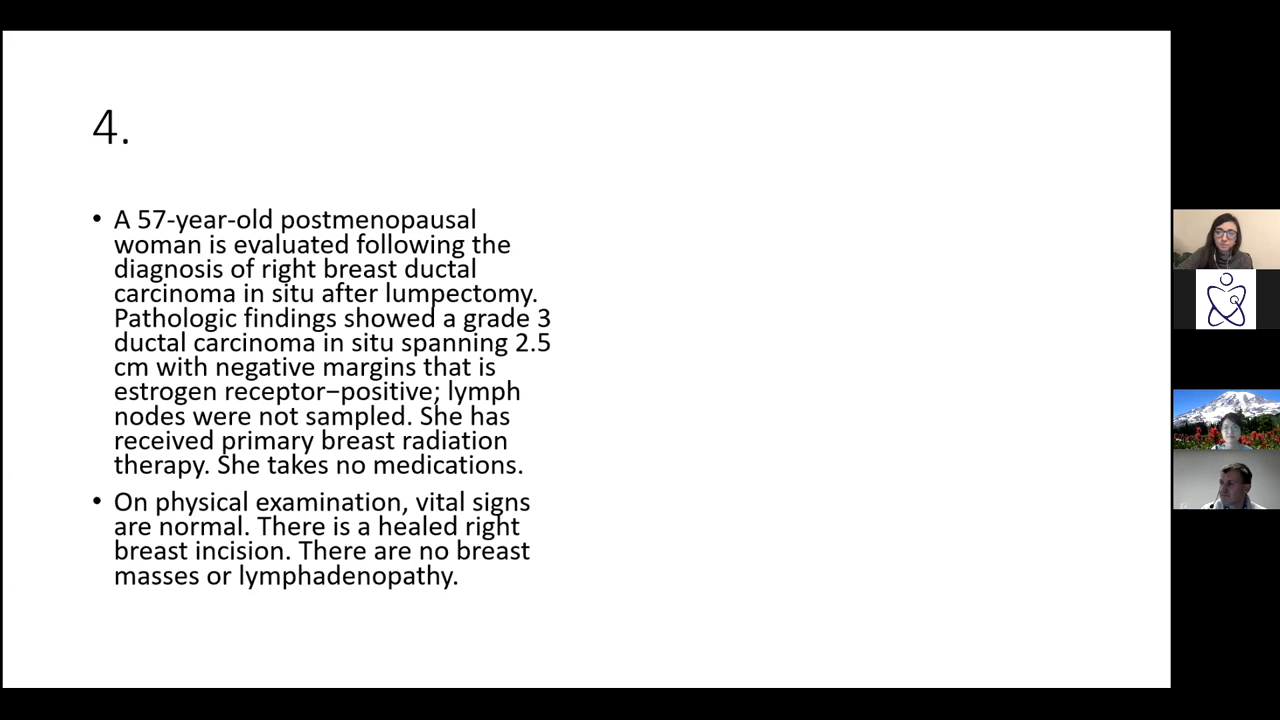 4.
• A 57-year-old postmenopausal
woman is evaluated following the
diagnosis of right breast ductal
carcinoma in situ after lumpectomy.
Pathologic findings showed a grade 3
ductal carcinoma in situ spanning 2.5
cm with negative margins that is
estrogen receptor−positive; lymph
nodes were not sampled. She has
received primary breast radiation
therapy. She takes no medications.
• On physical examination, vital signs
are normal. There is a healed right
breast incision. There are no breast
masses or lymphadenopathy.